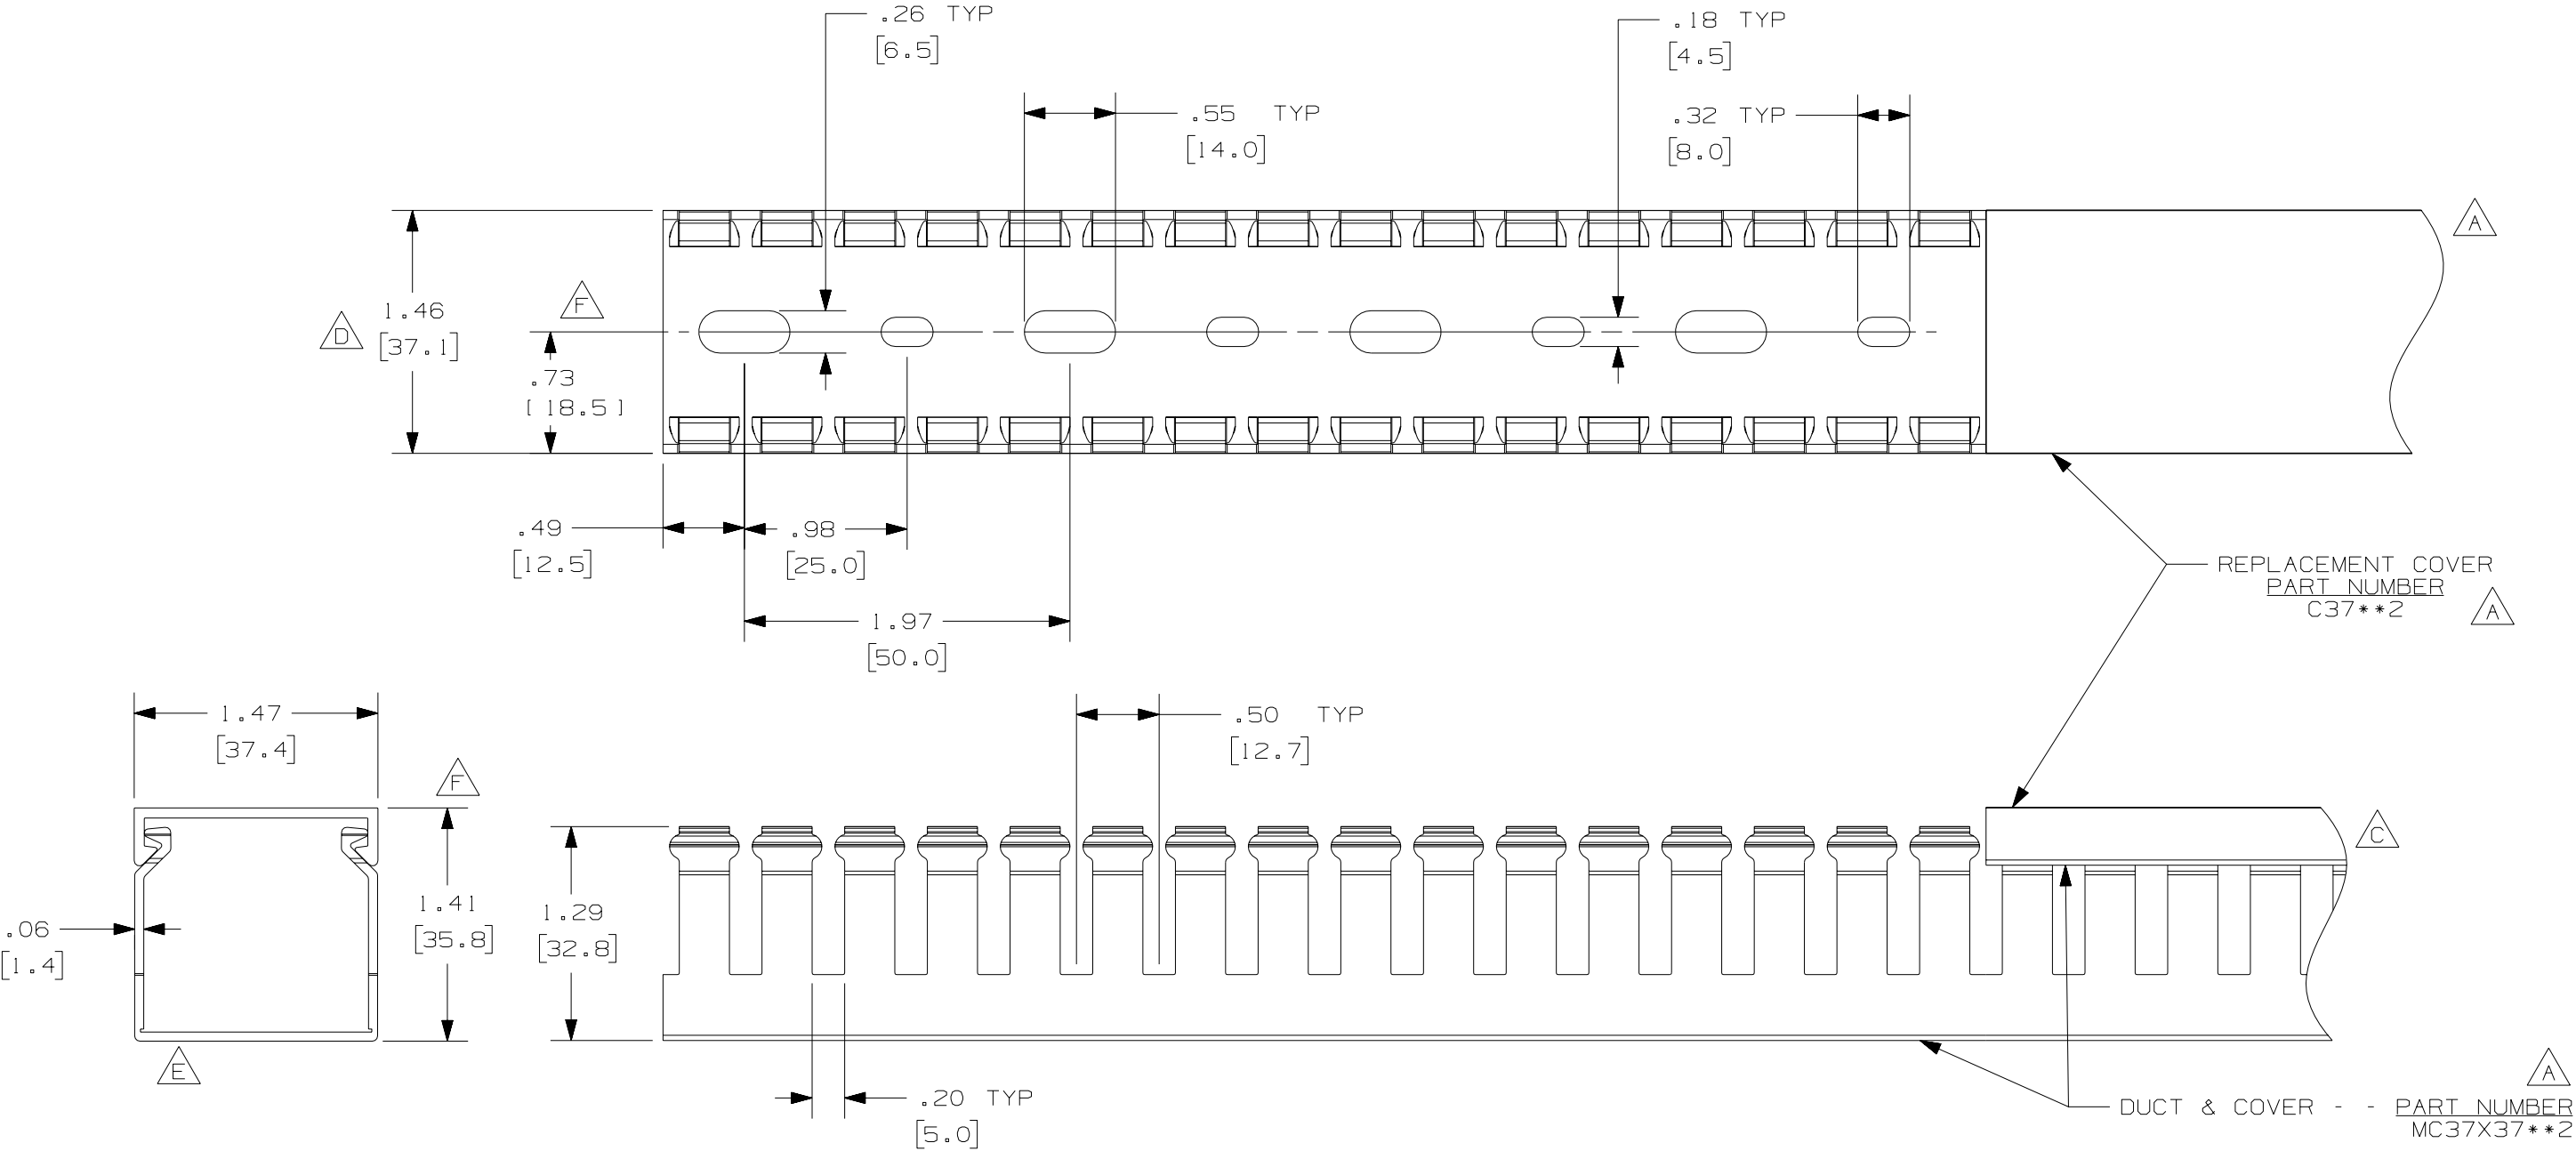 .26 TYP
[6.5]
.18 TYP
[4.5]
.55 TYP
[14.0]
.32 TYP
[8.0]
A
F
D
1.46
[37.1]
.73
[18.5]
.49
[12.5]
.98
[25.0]
1.97
[50.0]
REPLACEMENT COVER
PART NUMBER
C37**2
A
1.47
[37.4]
F
.50 TYP
[12.7]
C
.06
[1.4]
1.41
[35.8]
1.29
[32.8]
E
.20 TYP
[5.0]
A
DUCT & COVER - - PART NUMBER
MC37X37**2